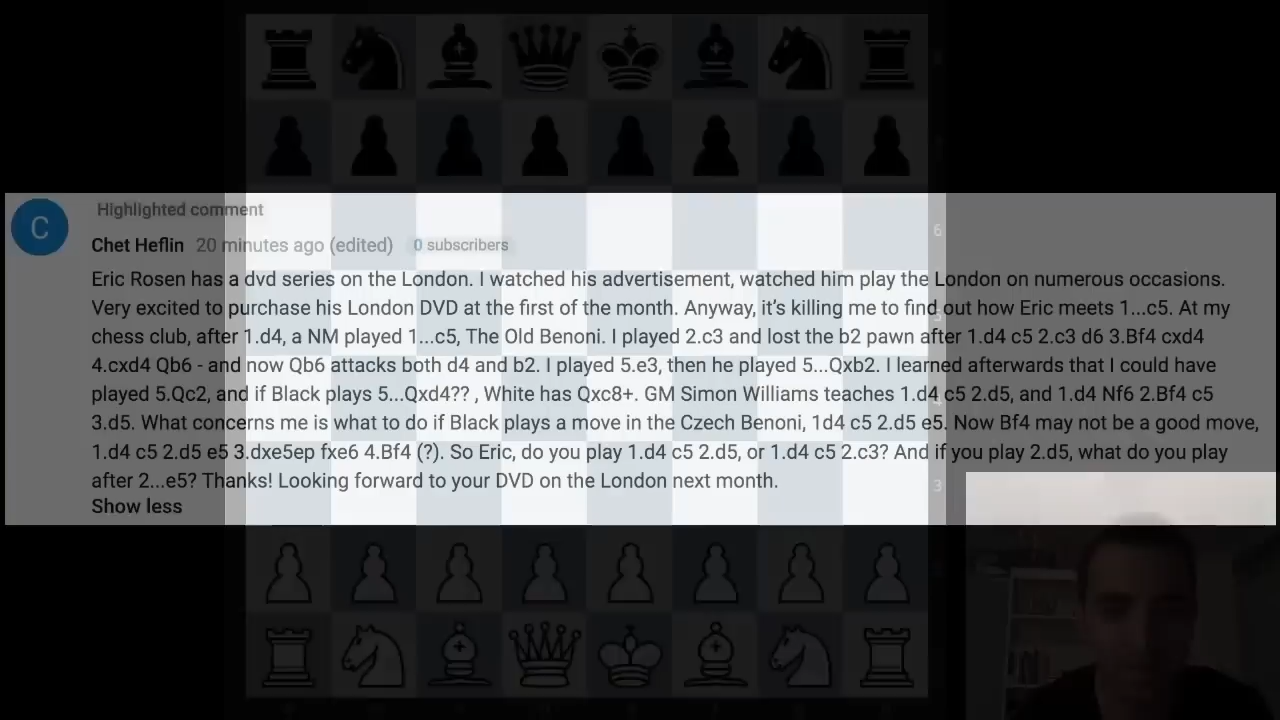 Highlighted comment
C
Chet Heflin 20 minutes ago (edited) 0 subscribers
6
Eric Rosen has a dvd series on the London. I watched his advertisement, watched him play the London on numerous occasions.
Very excited to purchase his London DVD at the first of the month. Anyway, it’s killing me to find out how Eric meets 1...c5. At my
chess club, after 1.d4, a NM played 1...c5, The Old Benoni. I played 2.c3 and lost the b2 pawn after 1.d4 c5 2.c3 d6 3.Bf4 cxd4
4.cxd4 Qb6 - and now Qb6 attacks both d4 and b2. I played 5.e3, then he played 5...Qxb2. I learned afterwards that I could have
played 5.Qc2, and if Black plays 5...Qxd4?? , White has Qxc8+. GM Simon Williams teaches 1.d4 c5 2.d5, and 1.d4 Nf6 2.Bf4 c5
3.d5. What concerns me is what to do if Black plays a move in the Czech Benoni, 1d4 c5 2.d5 e5. Now Bf4 may not be a good move,
1.d4 c5 2.d5 e5 3.dxe5ep fxe6 4.Bf4 (?). So Eric, do you play 1.d4 c5 2.d5, or 1.d4 c5 2.c3? And if you play 2.d5, what do you play
after 2...e5? Thanks! Looking forward to your DVD on the London next month.
3
Show less